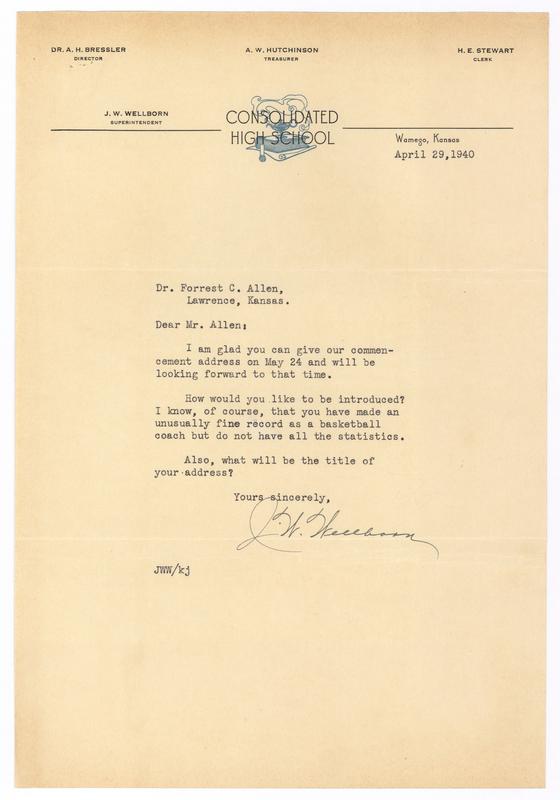 DR. A. H. BRESSLER
DIRECTOR
A. W. HUTCHINSON
TREASURER
H. E. STEWART
CLERK
J. W. WELLBORN
SUPERINTENDENT
CONSOLIDATED
HIGH SCHOOL
Wamego, Kansas
April 29,1940
Dr. Forrest C. Allen,
Lawrence, Kansas.
Dear Mr. Allen:
I am glad you can give our commen-
cement address on May 24 and will be
looking forward to that time.
How would you like to be introduced?
I know, of course, that you have made an
unusually fine record as a basketball
coach but do not have all the statistics.
Also, what will be the title of
your address?
Yours sincerely,
J. W. Wellborn
JWW/kj